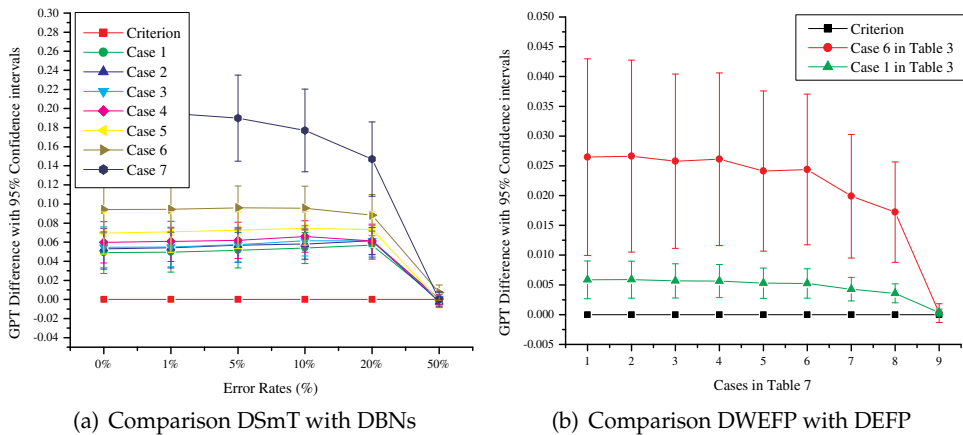 GPT Difference with 95% Confidence intervals
0.30
0.28
0.26
0.24
0.22
0.20
0.18
0.16
0.14
0.12
0.10
0.08
0.06
0.04
0.02
0.00
-0.02
-0.04
Criterion
Case 1
Case 2
Case 3
Case 4
Case 5
Case 6
Case 7
0% 1% 5% 10% 20% 50%
Error Rates (%)
(a) Comparison DSmT with DBNs
GPT Difference with 95% Confidence intervals
0.050
0.045
0.040
0.035
0.030
0.025
0.020
0.015
0.010
0.005
0.000
-0.005
Criterion
Case 6 in Table 3
Case 1 in Table 3
1 2 3 4 5 6 7 8 9
Cases in Table 7
(b) Comparison DWEFP with DEFP